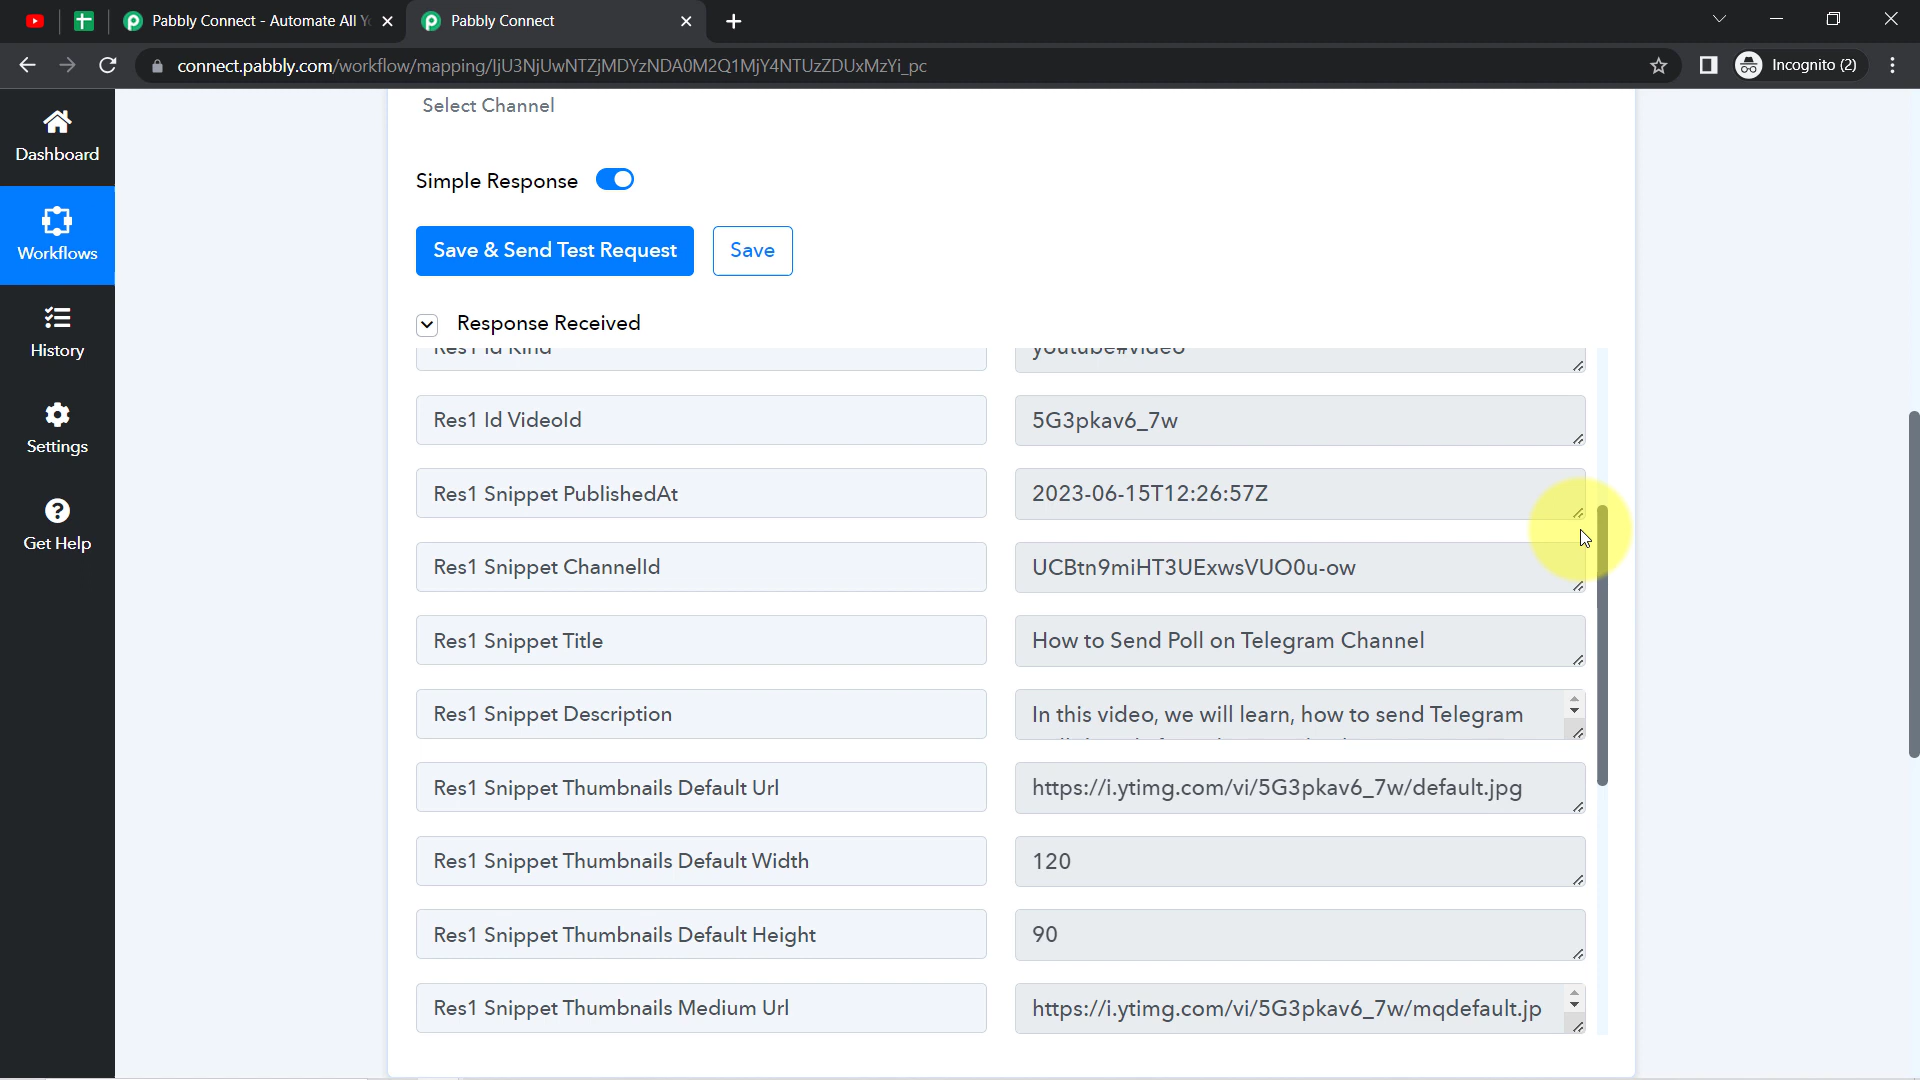 Pabbly Connect - Automate All Y
Pabbly Connect
connect.pabbly.com/workflow/mapping/IjU3NjUwNTZjMDYzNDA0M2Q1MjY4NTUzZDUxMzYi_pc
Incognito (2)
Dashboard
Workflows
History
Settings
Get Help
Select Channel
Simple Response
Save & Send Test Request
Save
Response Received
Res1 Id Kind
youtube#video
Res1 Id VideoId
5G3pkav6_7w
Res1 Snippet PublishedAt
2023-06-15T12:26:57Z
Res1 Snippet ChannelId
UCBtn9miHT3UExwsVUO0u-ow
Res1 Snippet Title
How to Send Poll on Telegram Channel
Res1 Snippet Description
In this video, we will learn, how to send Telegram
Res1 Snippet Thumbnails Default Url
https://i.ytimg.com/vi/5G3pkav6_7w/default.jpg
Res1 Snippet Thumbnails Default Width
120
Res1 Snippet Thumbnails Default Height
90
Res1 Snippet Thumbnails Medium Url
https://i.ytimg.com/vi/5G3pkav6_7w/mqdefault.jp